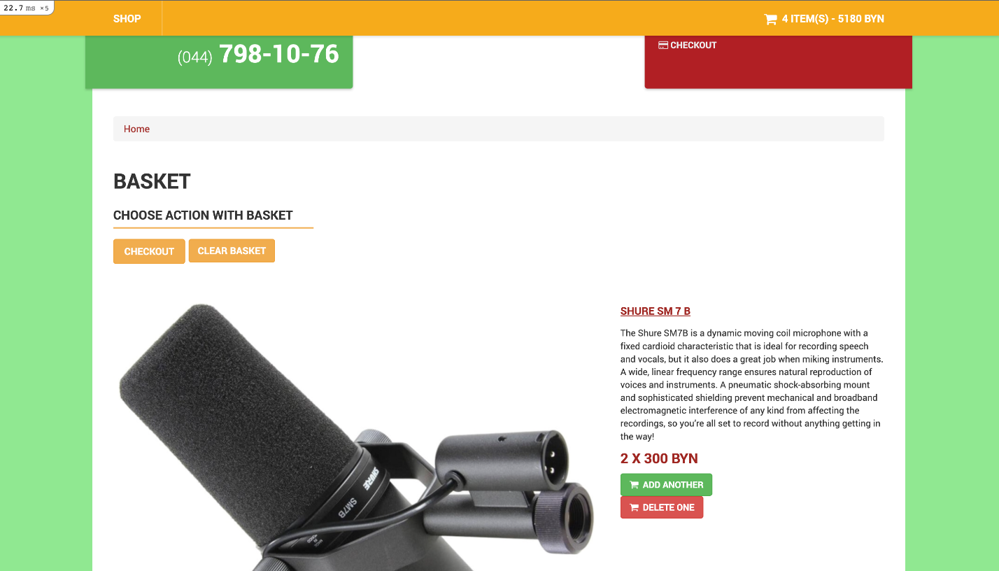 22.7 ms ×5
SHOP
4 ITEM(S) - 5180 BYN
(044) 798-10-76
CHECKOUT
Home
BASKET
CHOOSE ACTION WITH BASKET
CHECKOUT
CLEAR BASKET
SHURE SM 7 B
The Shure SM7B is a dynamic moving coil microphone with a
fixed cardioid characteristic that is ideal for recording speech
and vocals, but it also does a great job when miking instruments.
A wide, linear frequency range ensures natural reproduction of
voices and instruments. A pneumatic shock-absorbing mount
and sophisticated shielding prevent mechanical and broadband
electromagnetic interference of any kind from affecting the
recordings, so you’re all set to record without anything getting in
the way!
2 X 300 BYN
ADD ANOTHER
DELETE ONE
SHURE
SM7B